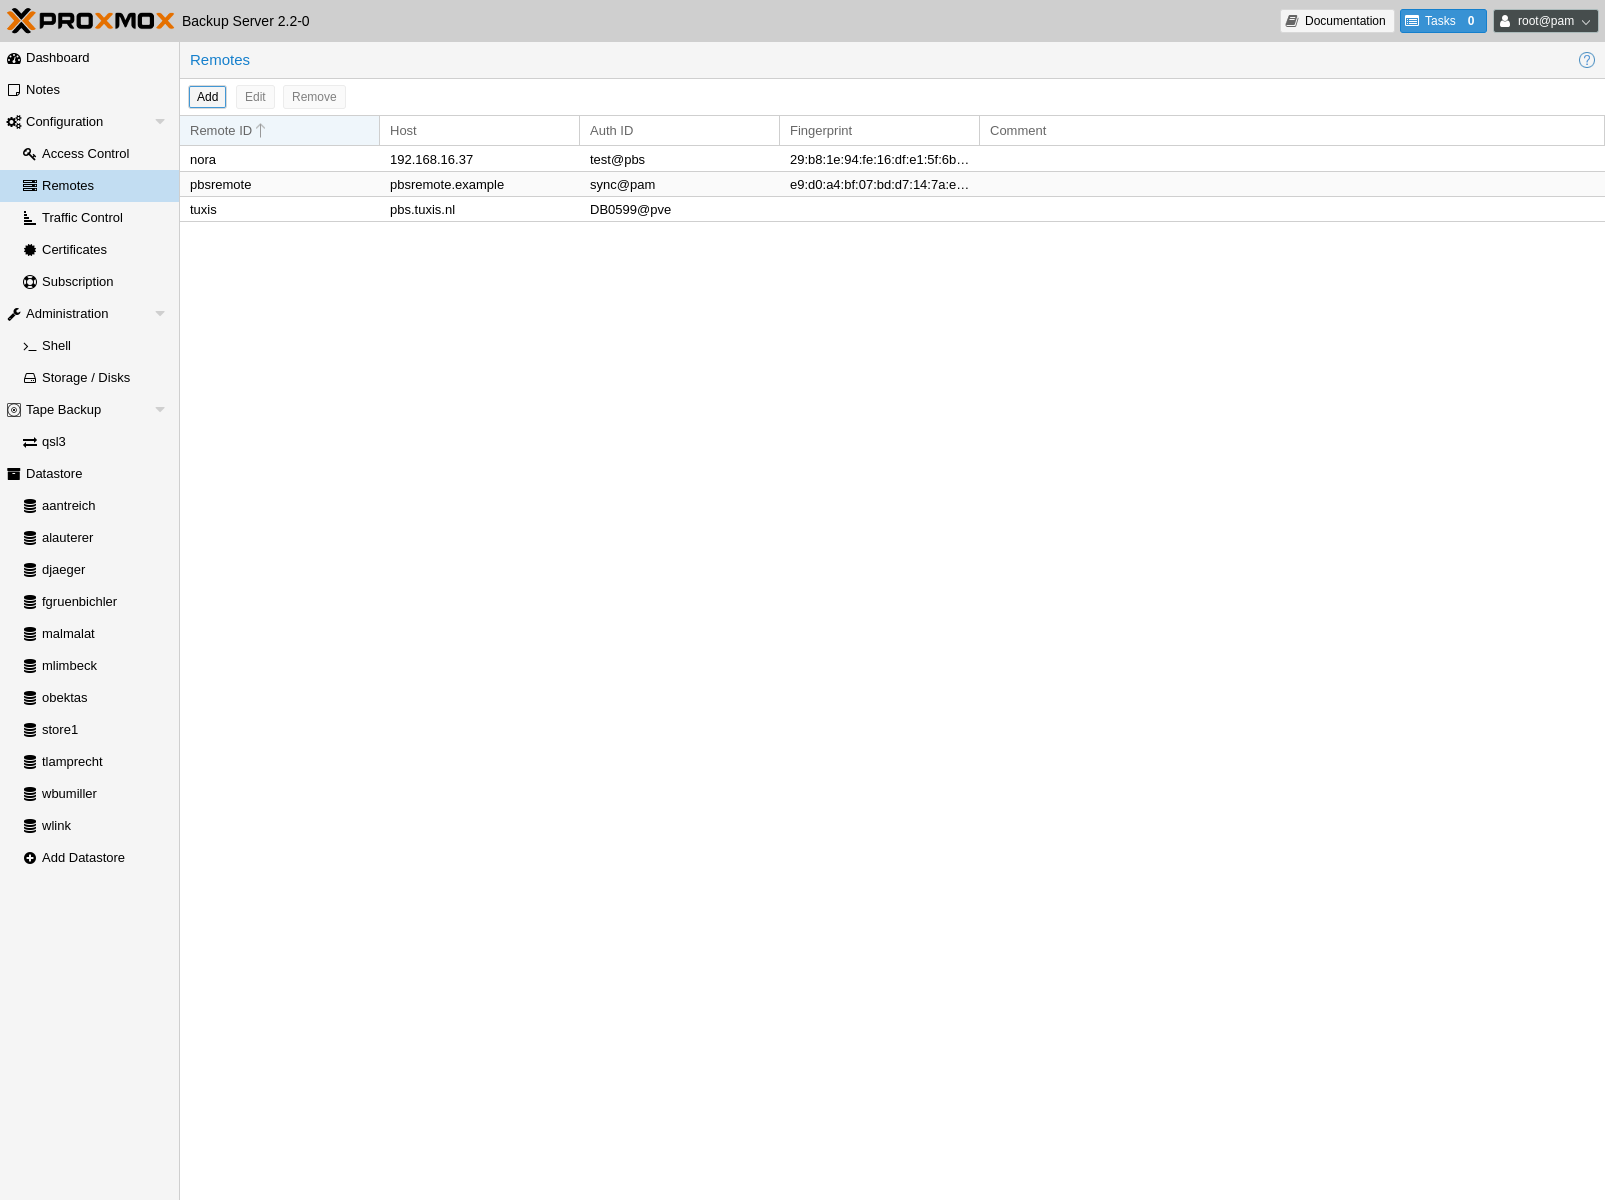 PROXMOX Backup Server 2.2-0
Documentation
Tasks 0
root@pam
Dashboard
Notes
Configuration
Access Control
Remotes
Traffic Control
Certificates
Subscription
Administration
Shell
Storage / Disks
Tape Backup
qsl3
Datastore
aantreich
alauterer
djaeger
fgruenbichler
malmalat
mlimbeck
obektas
store1
tlamprecht
wbumiller
wlink
Add Datastore
Remotes
Add Edit Remove
Remote ID Host Auth ID Fingerprint Comment
nora 192.168.16.37 test@pbs 29:b8:1e:94:fe:16:df:e1:5f:6b…
pbsremote pbsremote.example sync@pam e9:d0:a4:bf:07:bd:d7:14:7a:e…
tuxis pbs.tuxis.nl DB0599@pve